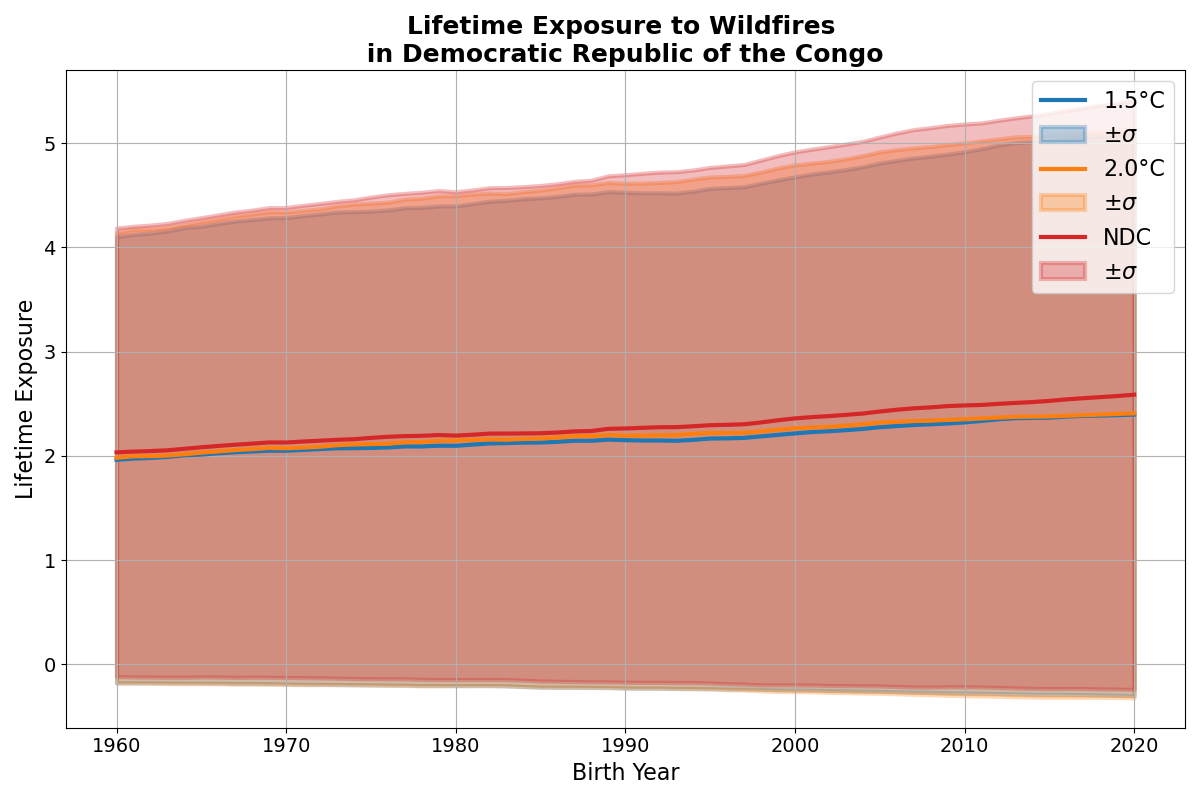 Lifetime Exposure to Wildfires
in Democratic Republic of the Congo
Lifetime Exposure
5
4
3
2
1
0
1960 1970 1980 1990 2000 2010 2020
Birth Year
1.5°C
±σ
2.0°C
±σ
NDC
±σ